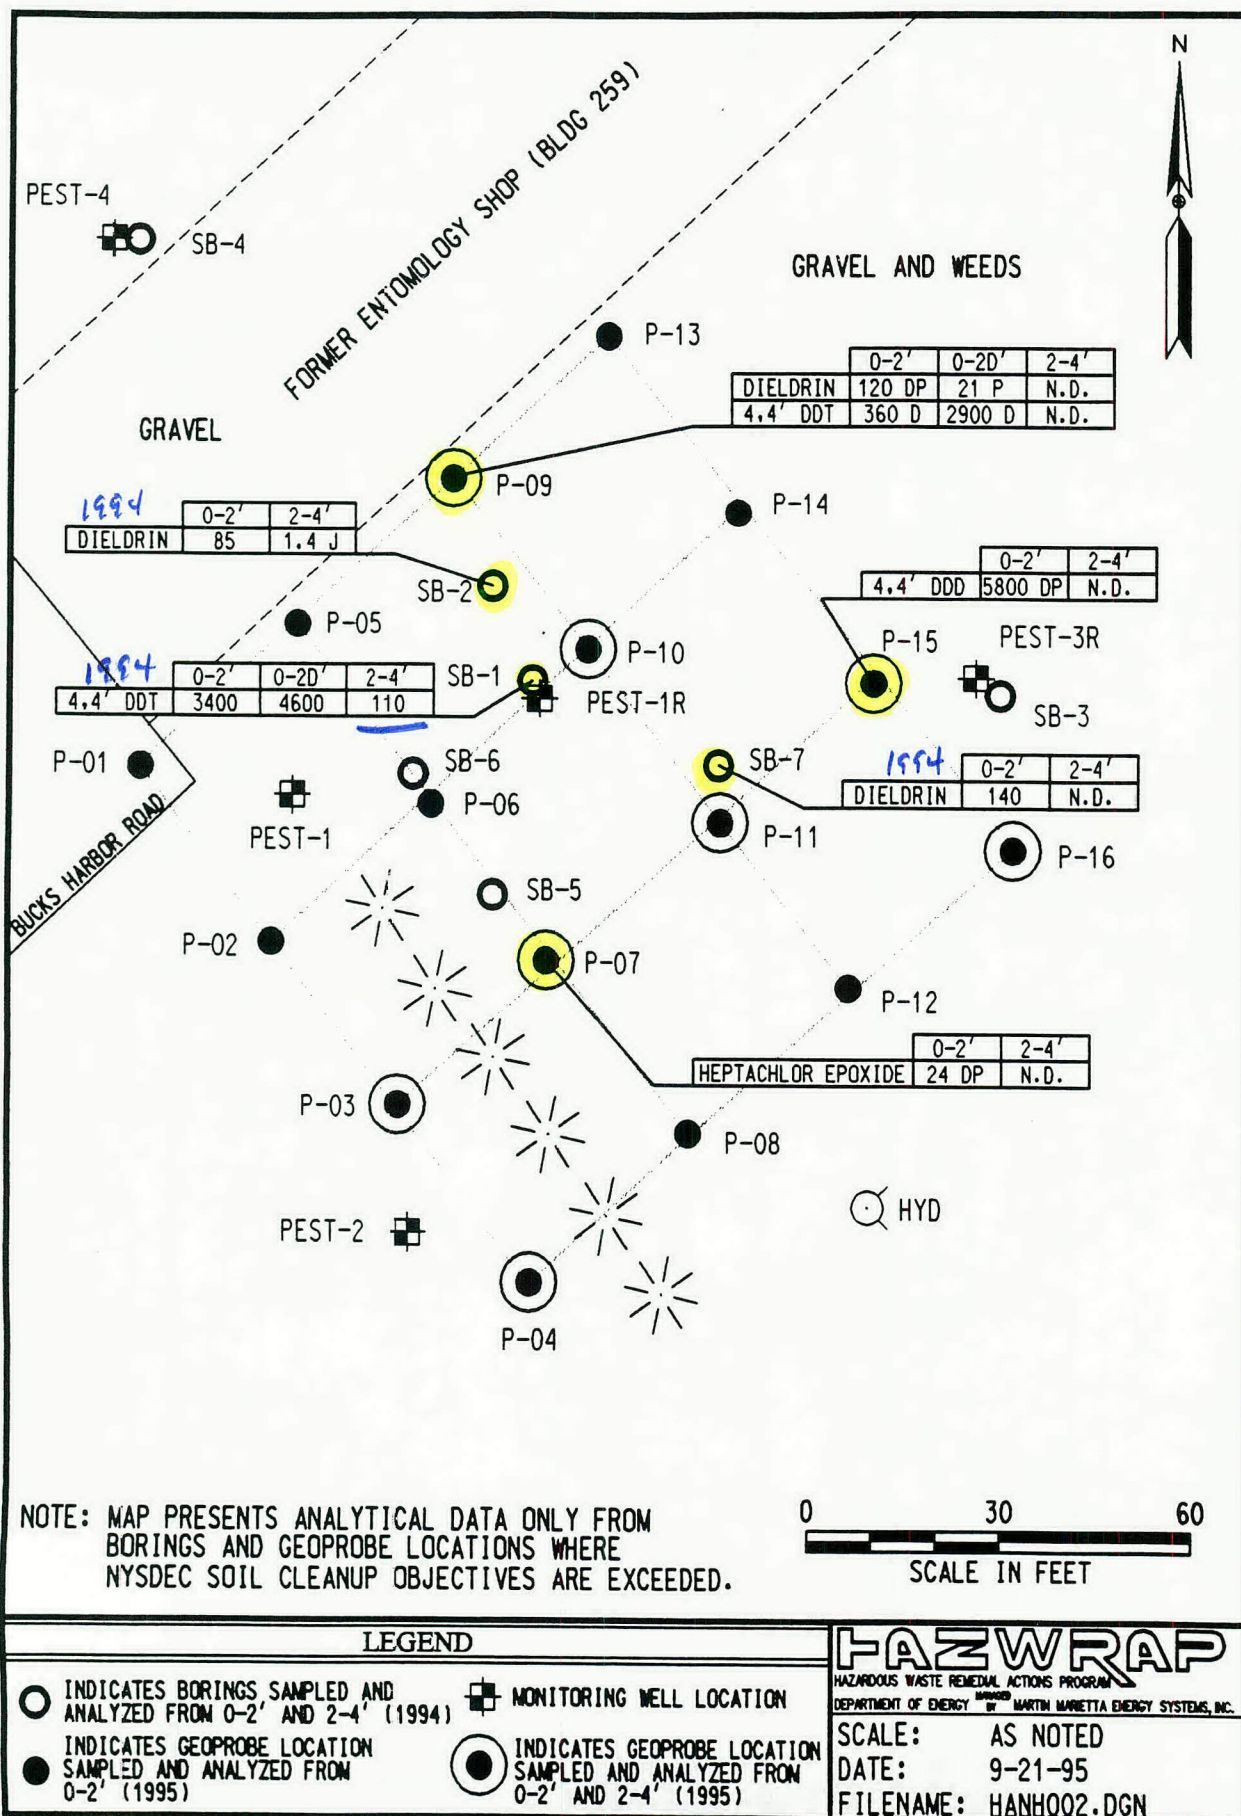 N
PEST-4
SB-4
FORMER ENTOMOLOGY SHOP (BLDG 259)
GRAVEL AND WEEDS
P-13
0-2' 0-2D' 2-4'
DIELDRIN 120 DP 21 P N.D.
4.4' DDT 360 D 2900 D N.D.
GRAVEL
P-09
P-14
1994
0-2' 2-4'
DIELDRIN 85 1.4 J
SB-2
0-2' 2-4'
4.4' DDD 5800 DP N.D.
P-05
P-10
P-15
PEST-3R
1994
0-2' 0-2D' 2-4'
4.4' DDT 3400 4600 110
SB-1
PEST-1R
SB-3
P-01
SB-6
SB-7
1994
0-2' 2-4'
DIELDRIN 140 N.D.
P-06
PEST-1
P-11
P-16
BUCKS HARBOR ROAD
SB-5
P-02
P-07
P-12
0-2' 2-4'
HEPTACHLOR EPOXIDE 24 DP N.D.
P-03
P-08
PEST-2
HYD
P-04
NOTE: MAP PRESENTS ANALYTICAL DATA ONLY FROM
BORINGS AND GEOPROBE LOCATIONS WHERE
NYSDEC SOIL CLEANUP OBJECTIVES ARE EXCEEDED.
0 30 60
SCALE IN FEET
LEGEND
INDICATES BORINGS SAMPLED AND
ANALYZED FROM 0-2' AND 2-4' (1994)
MONITORING WELL LOCATION
INDICATES GEOPROBE LOCATION
SAMPLED AND ANALYZED FROM
0-2' (1995)
INDICATES GEOPROBE LOCATION
SAMPLED AND ANALYZED FROM
0-2' AND 2-4' (1995)
HAZWRAP
HAZARDOUS WASTE REMEDIAL ACTIONS PROGRAM
DEPARTMENT OF ENERGY MANAGED BY MARTIN MARIETTA ENERGY SYSTEMS, INC.
SCALE: AS NOTED
DATE: 9-21-95
FILENAME: HANH002.DGN